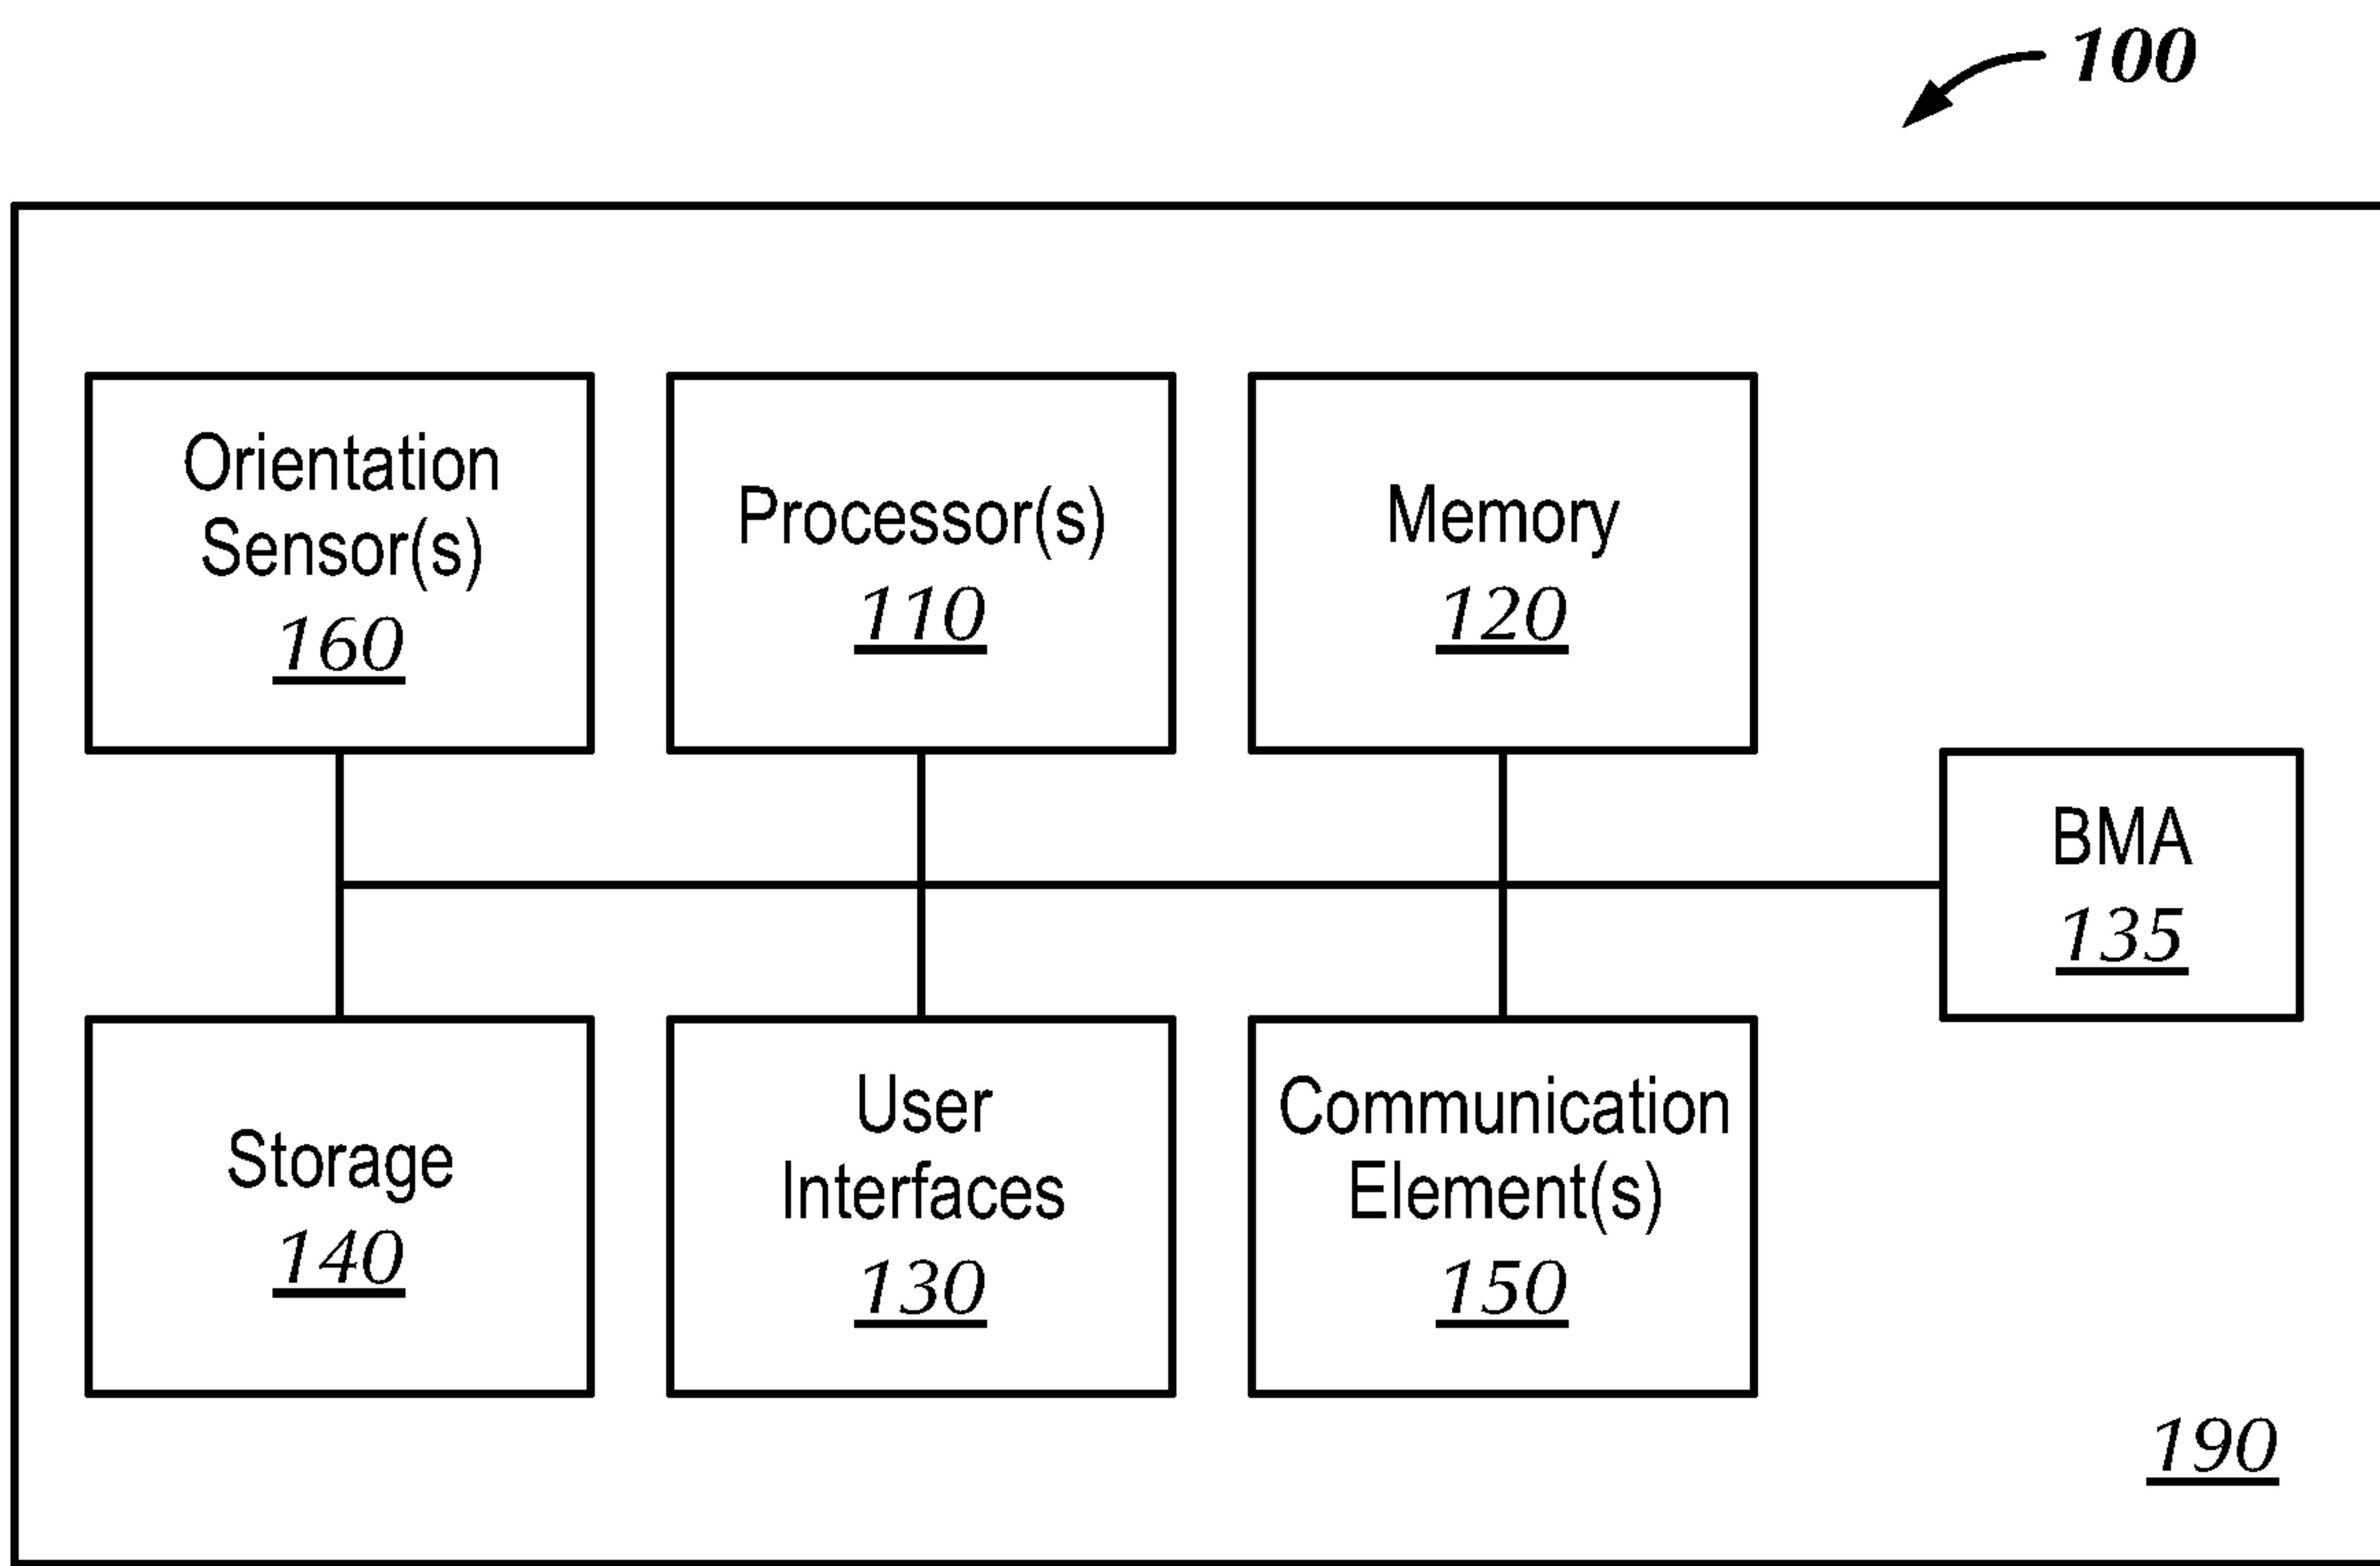 100
Orientation
Sensor(s)
160
Processor(s)
110
Memory
120
BMA
135
Storage
140
User
Interfaces
130
Communication
Element(s)
150
190